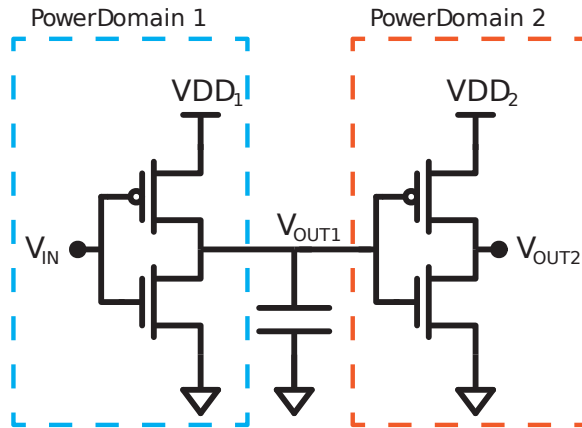 PowerDomain 1
PowerDomain 2
VDD1
VDD2
VIN
VOUT1
VOUT2